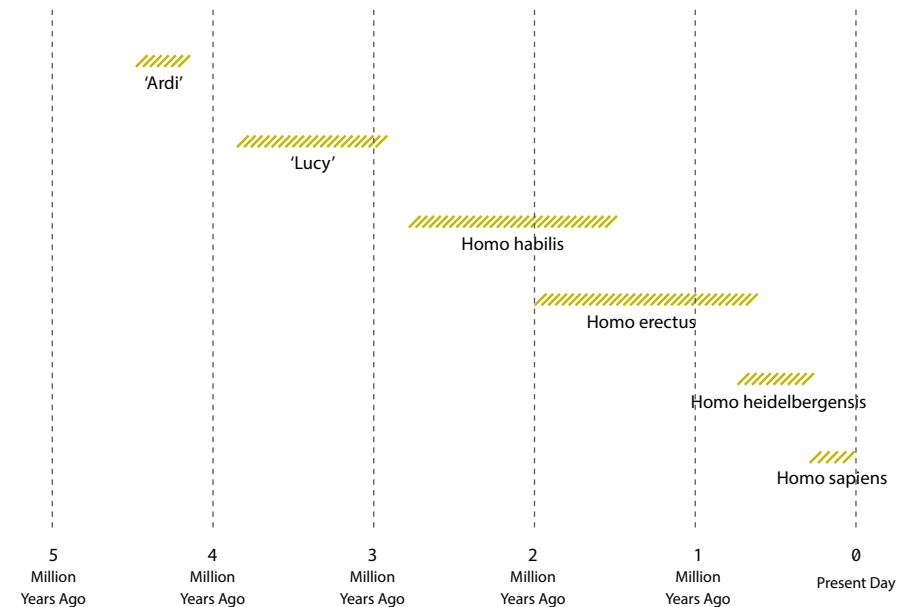 ‘Ardi’
‘Lucy’
Homo habilis
Homo erectus
Homo heidelbergensis
Homo sapiens
5 4 3 2 1 0
Million Million Million Million Million Present Day
Years Ago Years Ago Years Ago Years Ago Years Ago